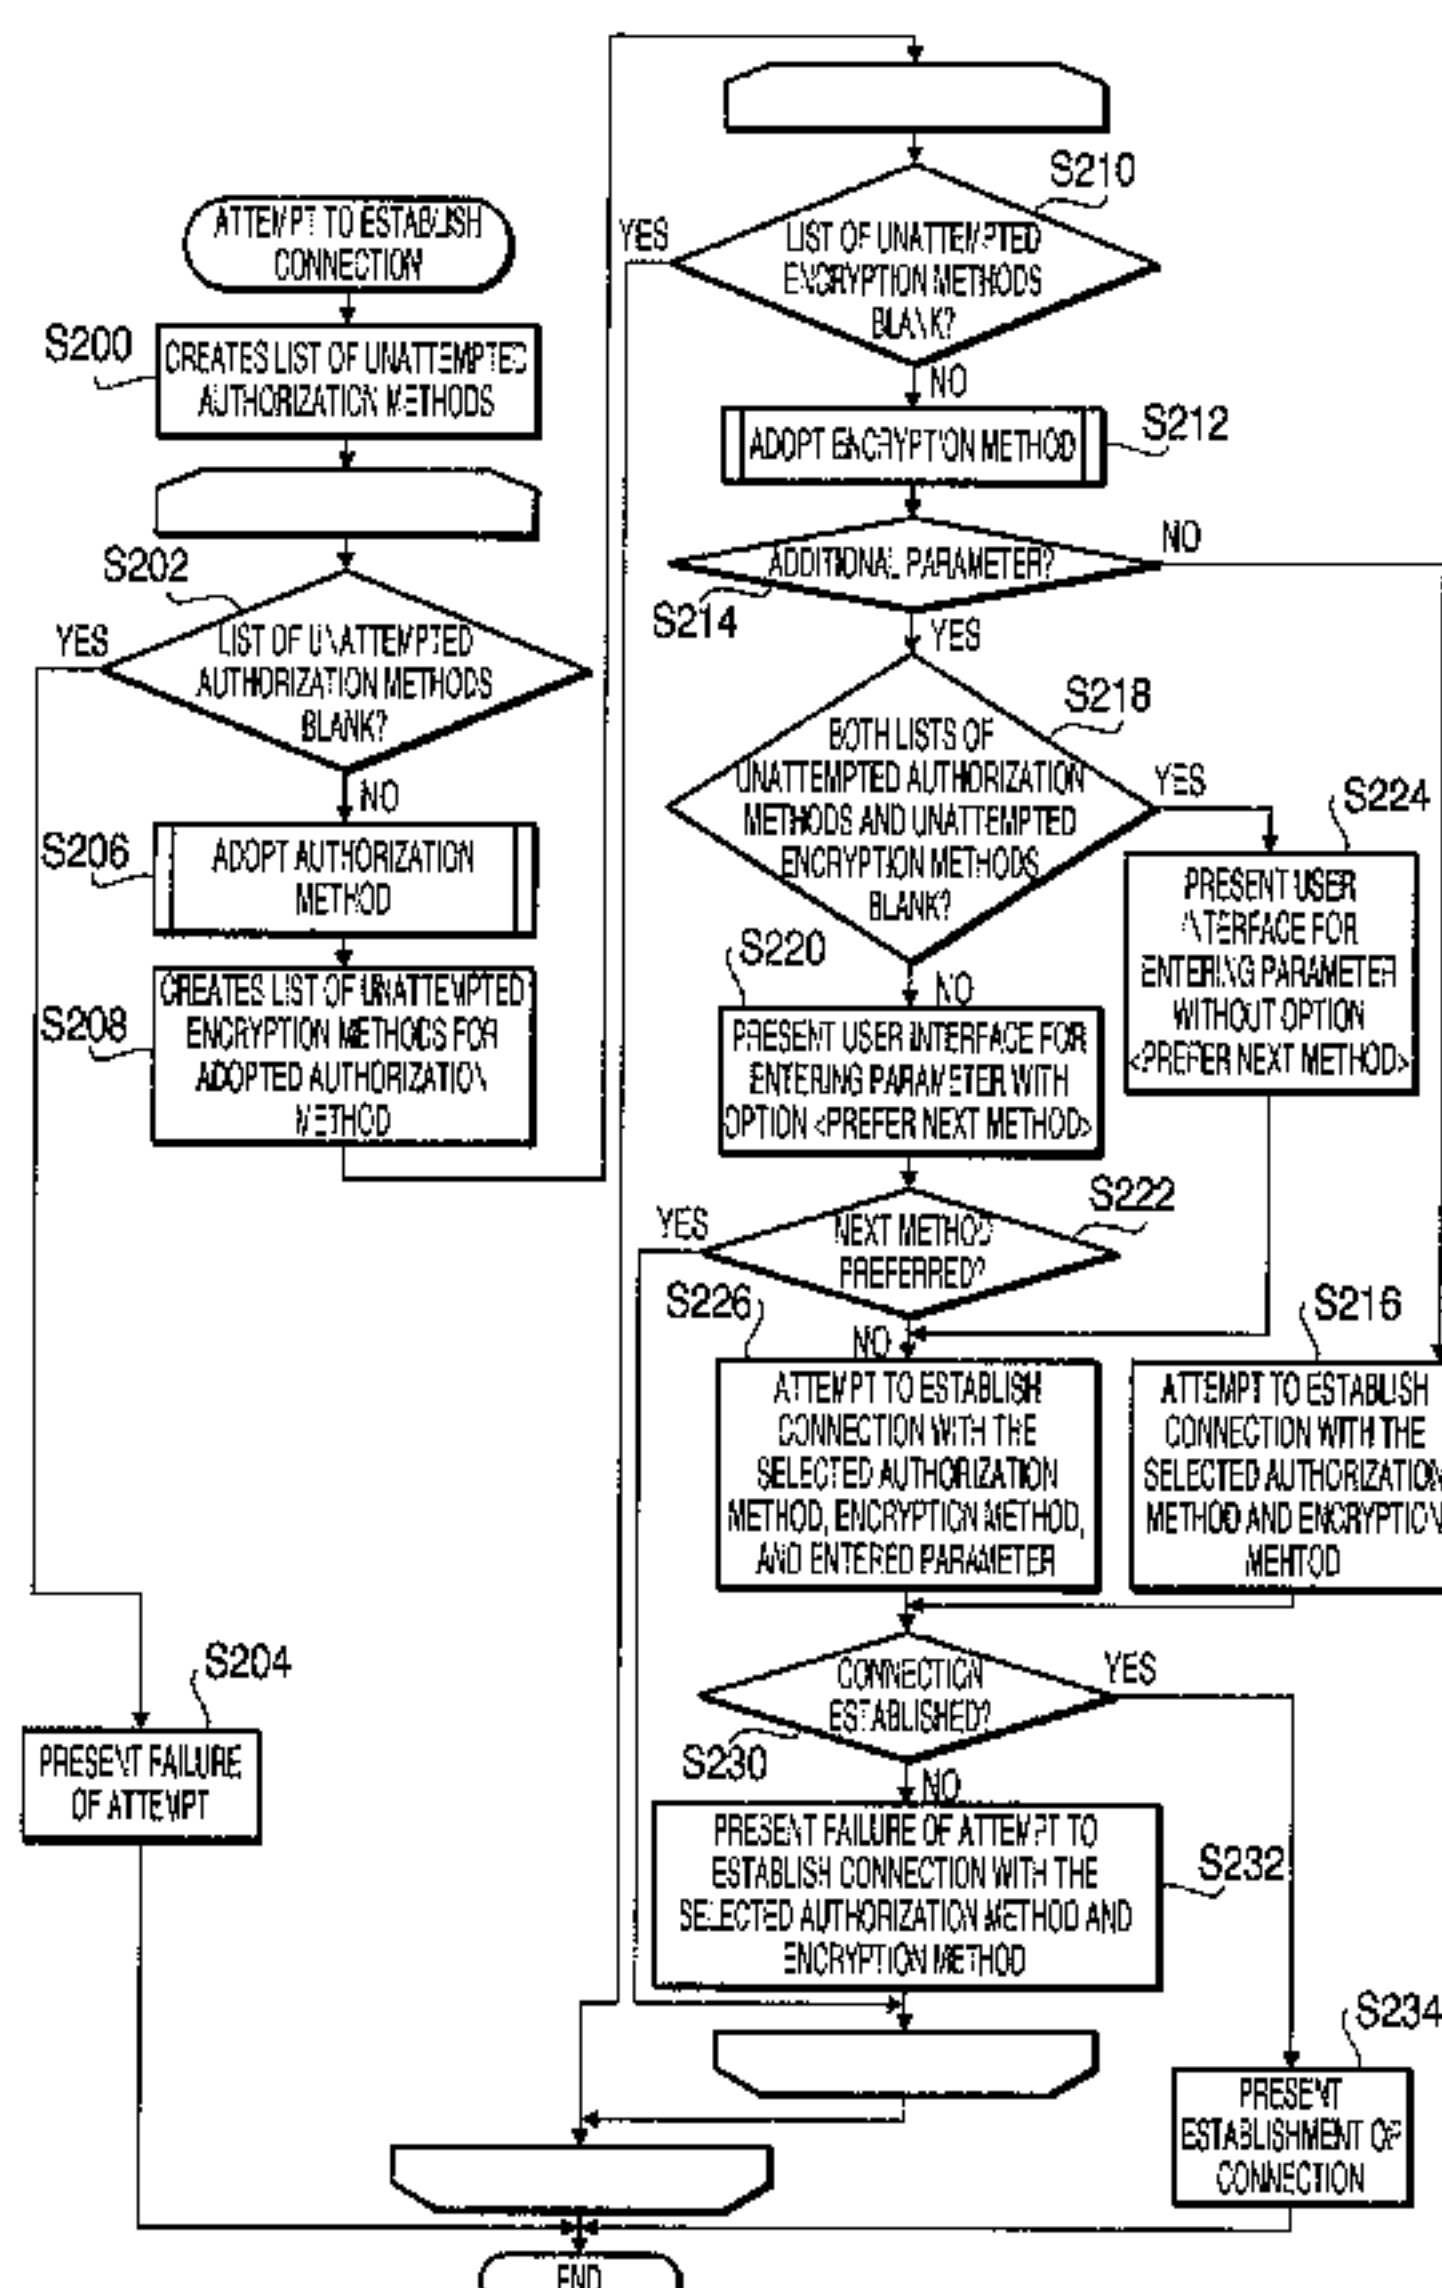 ATTEMPT TO ESTABLISH
CONNECTION
S200
CREATES LIST OF UNATTEMPTED
AUTHORIZATION METHODS
S202
YES
LIST OF UNATTEMPTED
AUTHORIZATION METHODS
BLANK?
NO
S206
ADOPT AUTHORIZATION
METHOD
S208
CREATES LIST OF UNATTEMPTED
ENCRYPTION METHODS FOR
ADOPTED AUTHORIZATION
METHOD
S204
PRESENT FAILURE
OF ATTEMPT
S210
YES
LIST OF UNATTEMPTED
ENCRYPTION METHODS
BLANK?
NO
S212
ADOPT ENCRYPTION METHOD
NO
ADDITIONAL PARAMETER?
S214
YES
S218
BOTH LISTS OF
UNATTEMPTED AUTHORIZATION
METHODS AND UNATTEMPTED
ENCRYPTION METHODS
BLANK?
YES
S224
PRESENT USER
INTERFACE FOR
ENTERING PARAMETER
WITHOUT OPTION
<PREFER NEXT METHOD>
S220
NO
PRESENT USER INTERFACE FOR
ENTERING PARAMETER WITH
OPTION <PREFER NEXT METHOD>
S222
YES
NEXT METHOD
PREFERRED?
S226
NO
ATTEMPT TO ESTABLISH
CONNECTION WITH THE
SELECTED AUTHORIZATION
METHOD, ENCRYPTION METHOD,
AND ENTERED PARAMETER
S216
ATTEMPT TO ESTABLISH
CONNECTION WITH THE
SELECTED AUTHORIZATION
METHOD AND ENCRYPTION
MEHTOD
CONNECTION
ESTABLISHED?
YES
S230
NO
PRESENT FAILURE OF ATTEMPT TO
ESTABLISH CONNECTION WITH THE
SELECTED AUTHORIZATION METHOD AND
ENCRYPTION METHOD
S232
S234
PRESENT
ESTABLISHMENT OF
CONNECTION
END